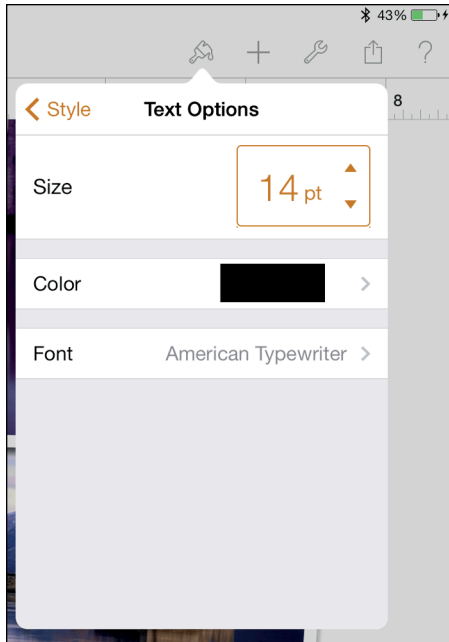 43%
?
8
Style Text Options
Size 14 pt
Color
Font American Typewriter